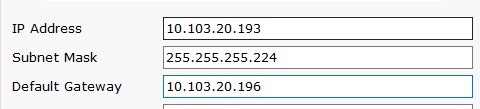 IP Address 10.103.20.193
Subnet Mask 255.255.255.224
Default Gateway 10.103.20.196